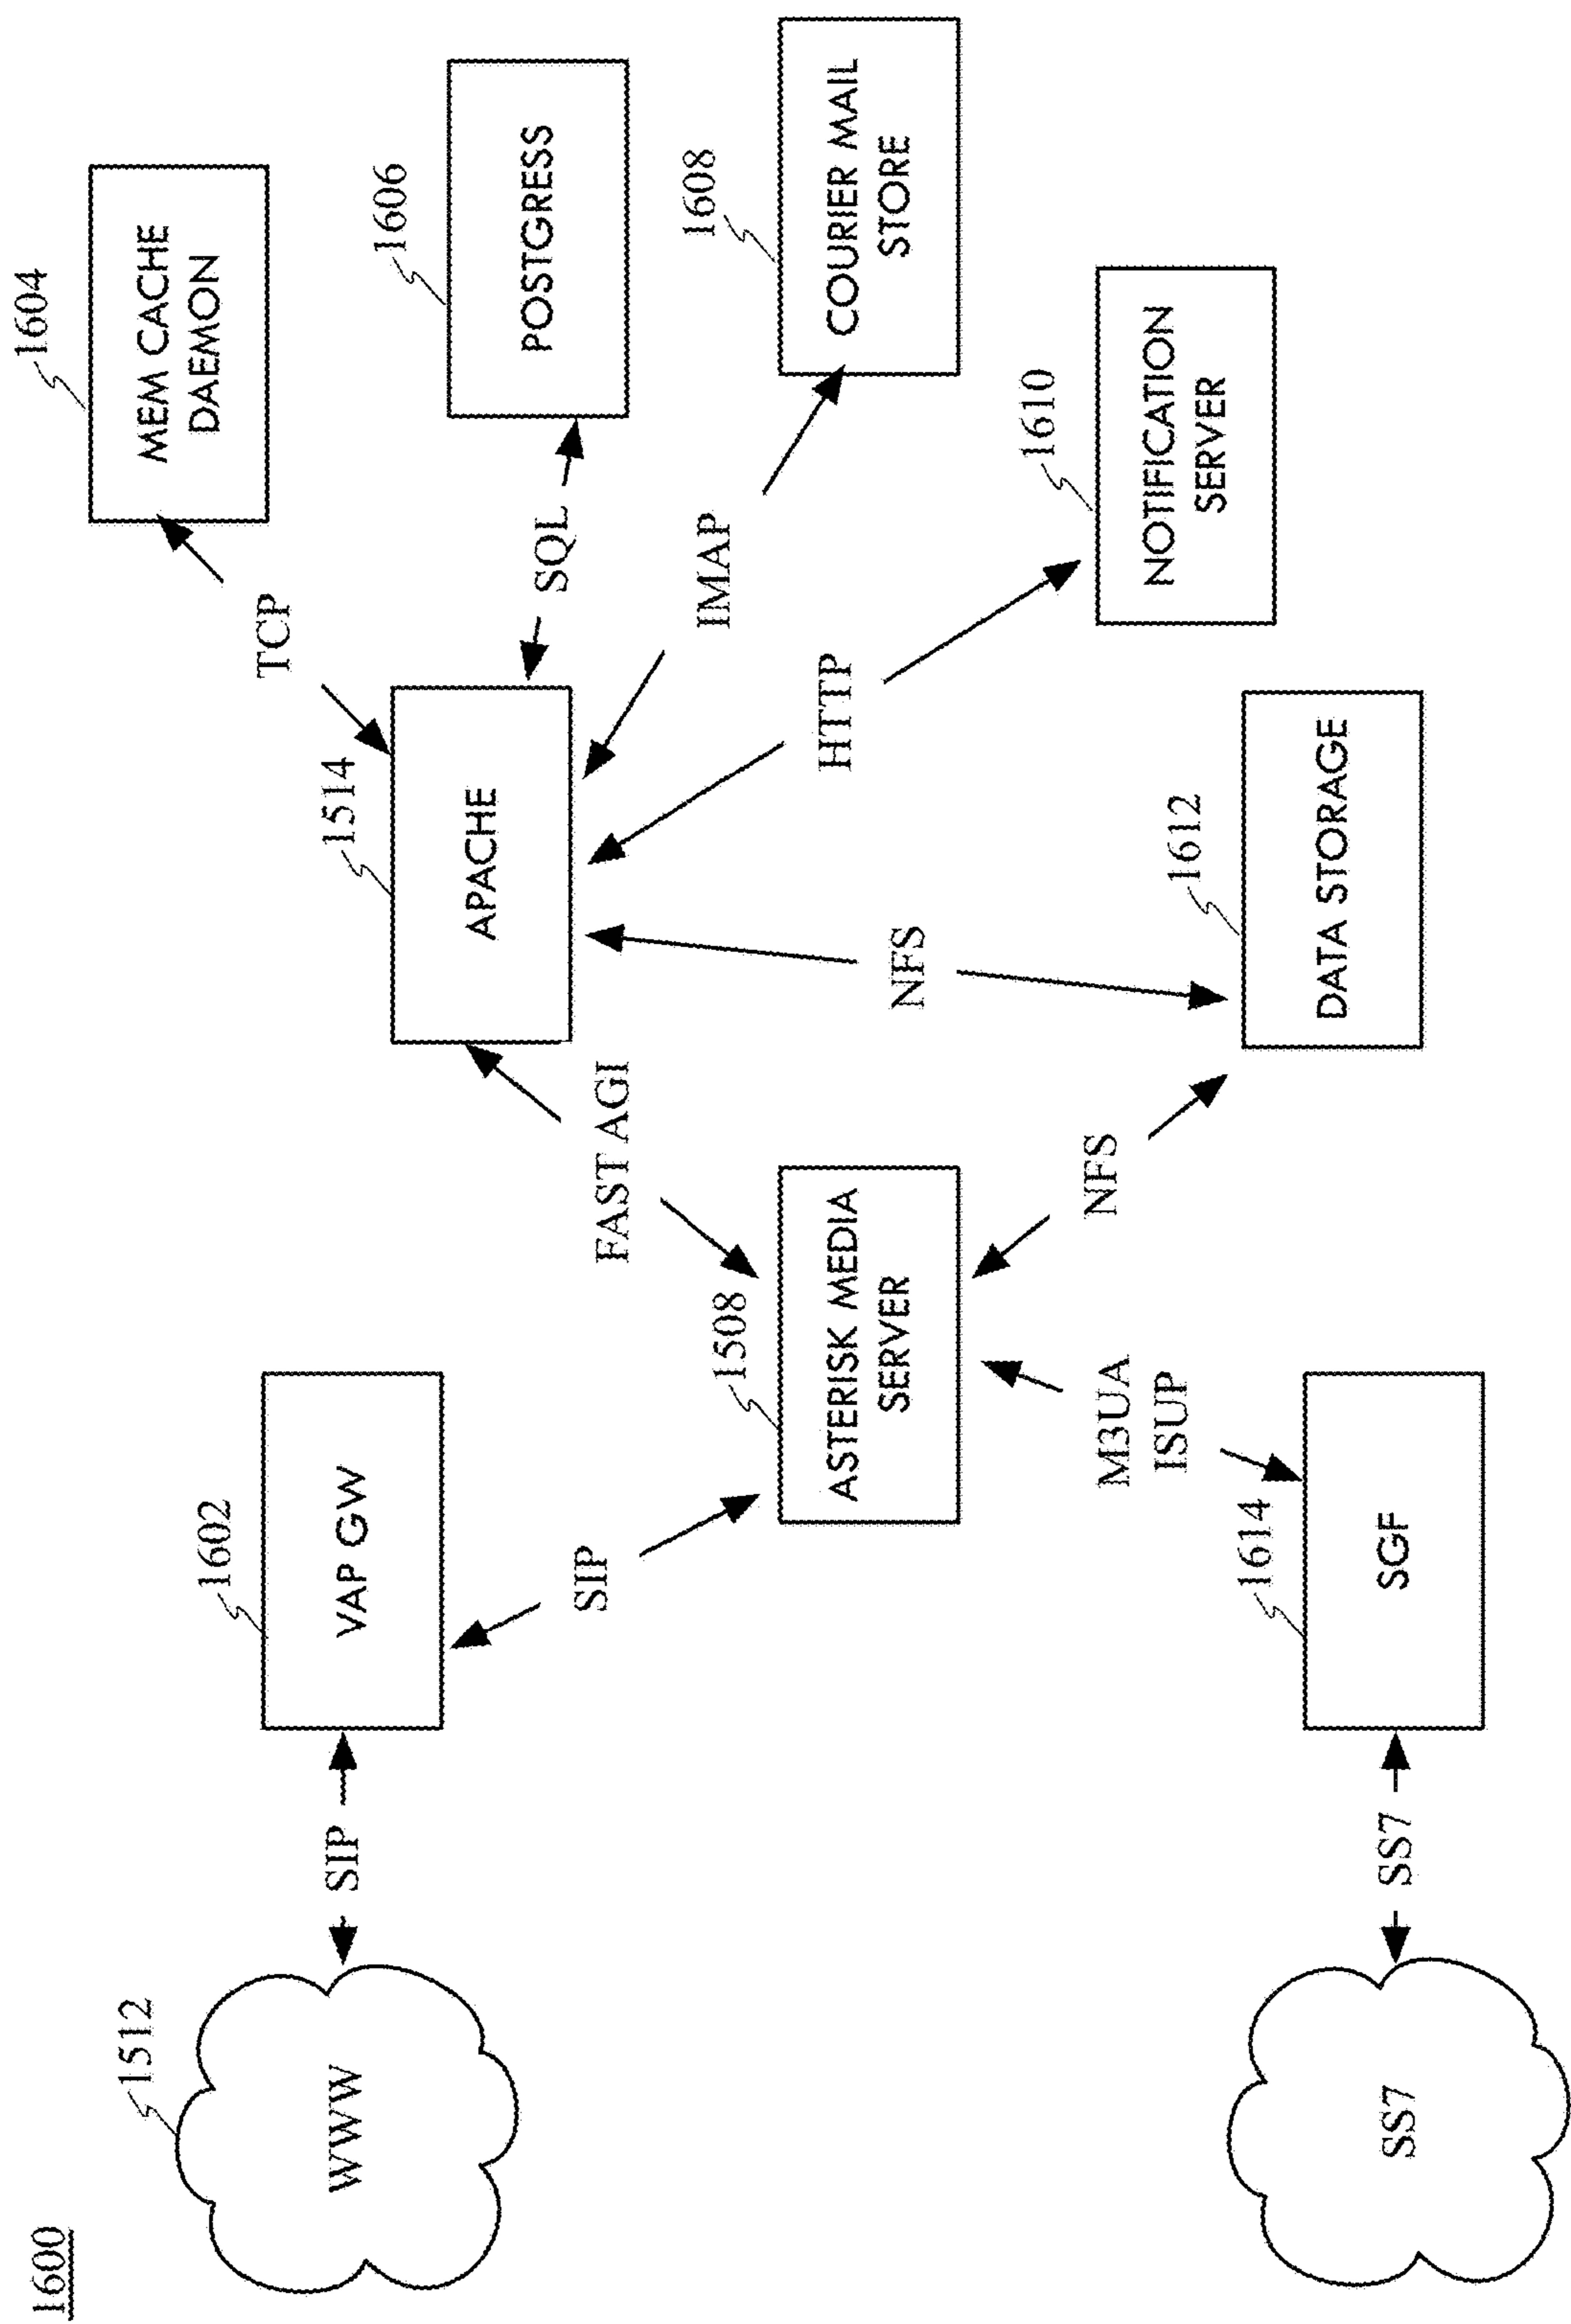 1600
1512
WWW
SIP
1602
VAP GW
SIP
SS7
SS7
1614
SGF
M3UA
ISUP
1508
ASTERISK MEDIA
SERVER
FAST AGI
NFS
1514
APACHE
NFS
1612
DATA STORAGE
TCP
SQL
IMAP
HTTP
1604
MEM CACHE
DAEMON
1606
POSTGRESS
1608
COURIER MAIL
STORE
1610
NOTIFICATION
SERVER